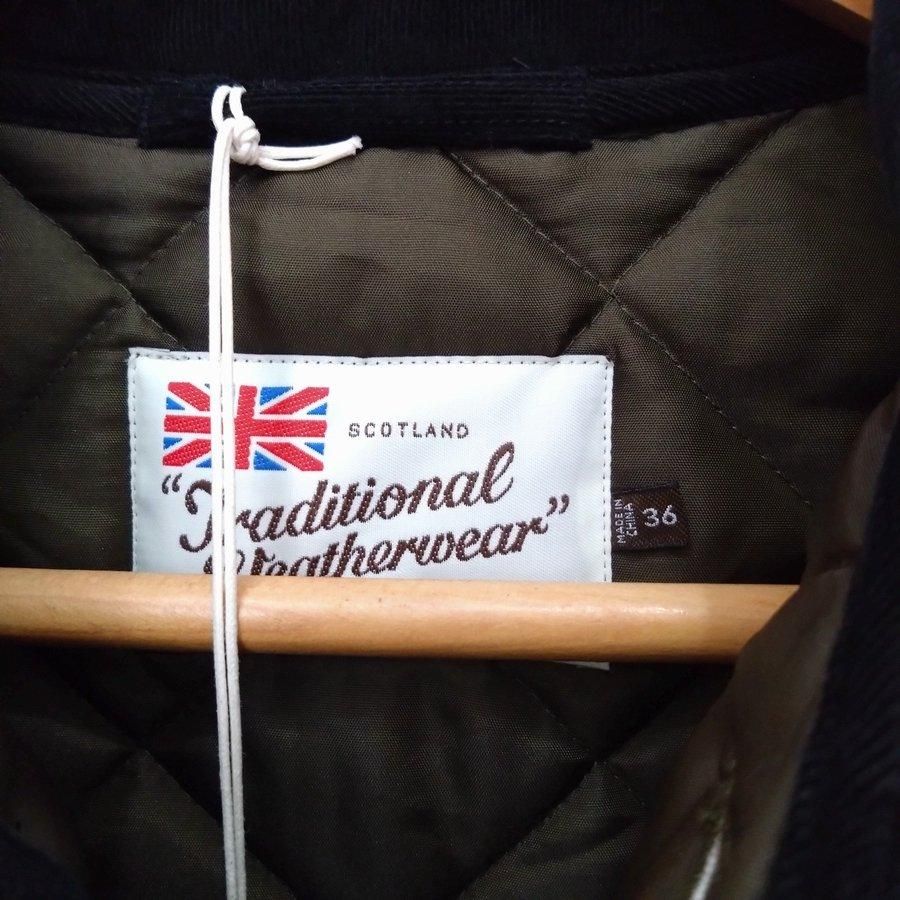 SCOTLAND
“Traditional
Weatherwear”
MADE IN
CHINA
36